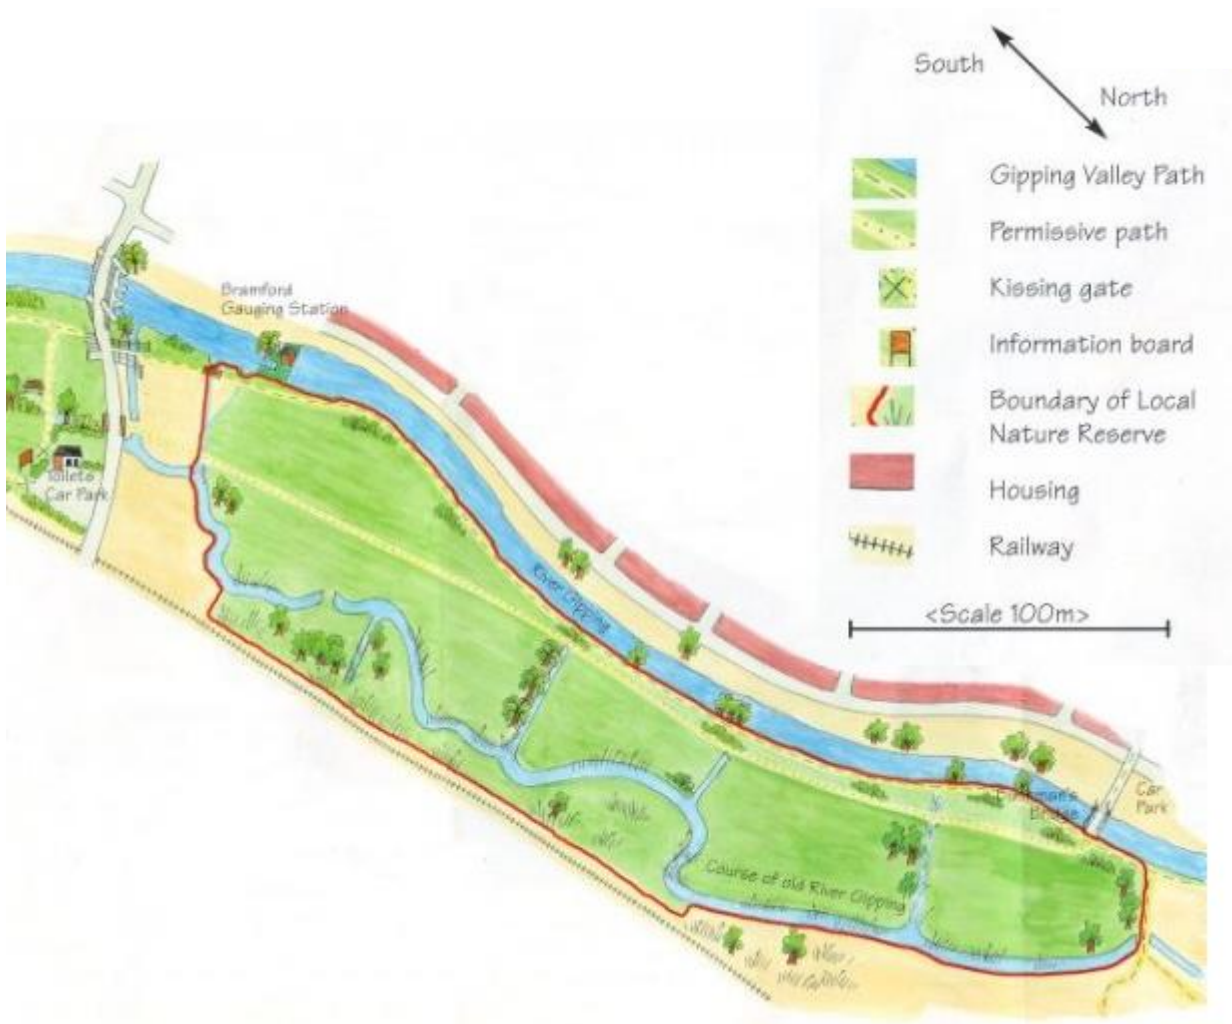 South
North
Gipping Valley Path
Permissive path
Kissing gate
Information board
Boundary of Local
Nature Reserve
Housing
Railway
<Scale 100m>
Bramford
Gauging Station
Toilets
Car Park
River Gipping
Course of old River Gipping
Bridge
Car
Park